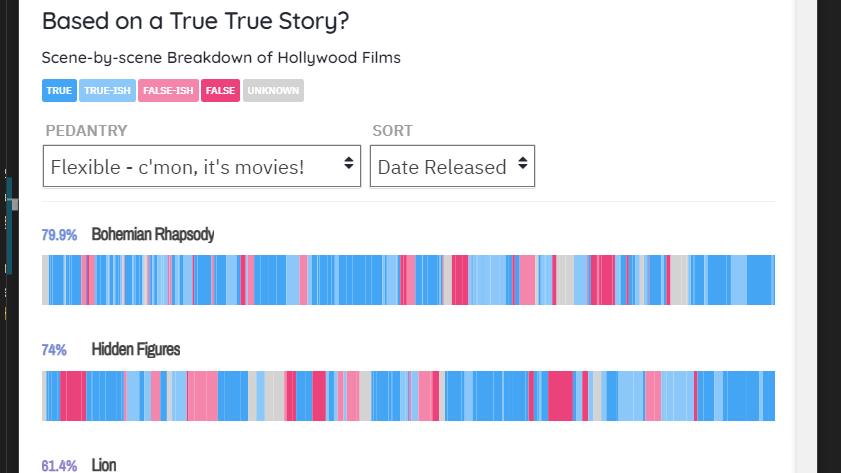 Based on a True True Story?
Scene-by-scene Breakdown of Hollywood Films
TRUE TRUE-ISH FALSE-ISH FALSE UNKNOWN
PEDANTRY SORT
Flexible - c'mon, it's movies! Date Released
79.9% Bohemian Rhapsody
74% Hidden Figures
61.4% Lion